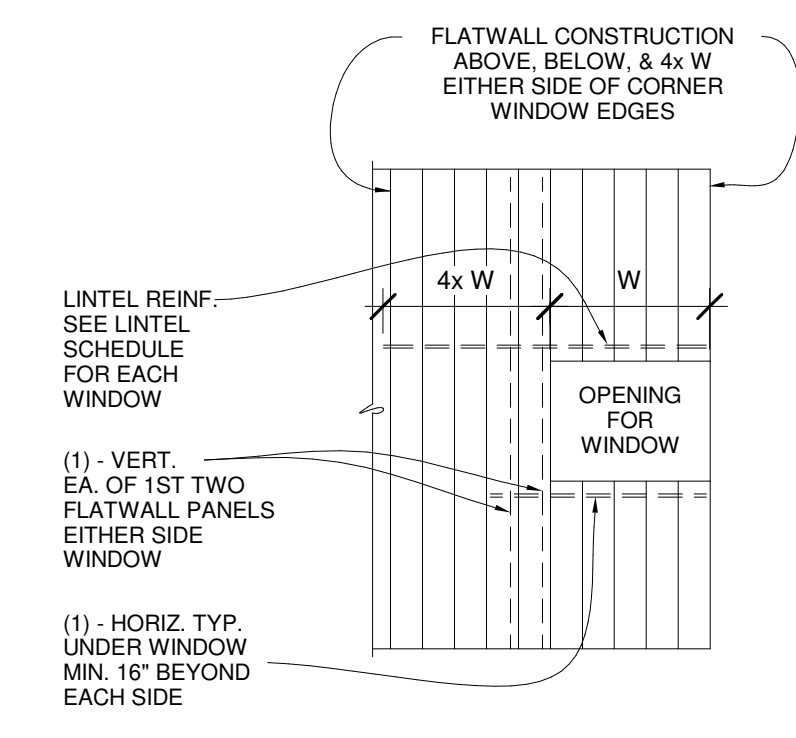 FLATWALL CONSTRUCTION
ABOVE, BELOW, & 4x W
EITHER SIDE OF CORNER
WINDOW EDGES
4x W
W
LINTEL REINF.
SEE LINTEL
SCHEDULE
FOR EACH
WINDOW
OPENING
FOR
WINDOW
(1) - VERT.
EA. OF 1ST TWO
FLATWALL PANELS
EITHER SIDE
WINDOW
(1) - HORIZ. TYP.
UNDER WINDOW
MIN. 16" BEYOND
EACH SIDE